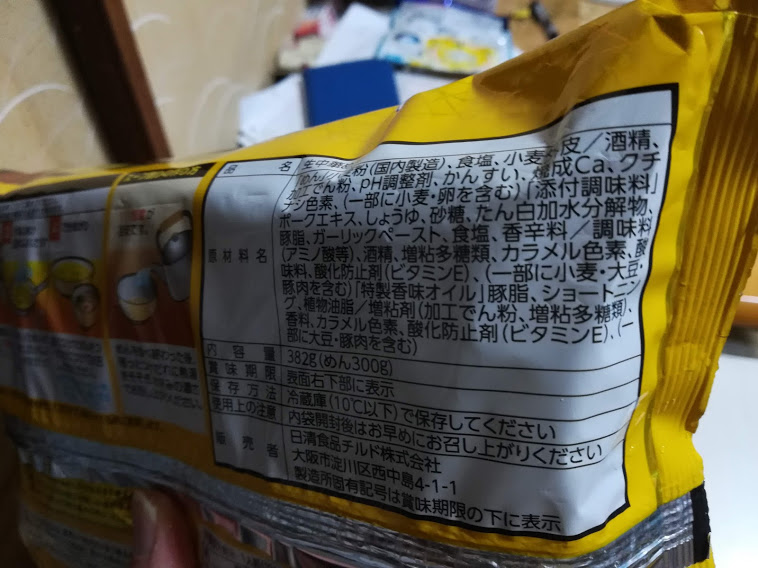 品 名 生中
原材料名
粉(国内製造)、食塩、小麦 皮/酒精、
加工でん粉、pH調整剤、かんすい、焼成Ca、クチ
ナシ色素、(一部に小麦・卵を含む)「添付調味料」
ポークエキス、しょうゆ、砂糖、たん白加水分解物、
豚脂、ガーリックペースト、食塩、香辛料/調味料
(アミノ酸等)、酒精、増粘多糖類、カラメル色素、酸
味料、酸化防止剤(ビタミンE)、(一部に小麦・大豆・
豚肉を含む)「特製香味オイル」豚脂、ショートニン
グ、植物油脂/増粘剤(加工でん粉、増粘多糖類)、
香料、カラメル色素、酸化防止剤(ビタミンE)、(一
部に大豆・豚肉を含む)
内容量 382g(めん300g)
賞味期限 表面右下部に表示
保存方法 冷蔵庫(10℃以下)で保存してください
使用上の注意 内袋開封後はお早めにお召し上がりください
販売者 日清食品チルド株式会社
大阪市淀川区西中島4-1-1
製造所固有記号は賞味期限の下に表示